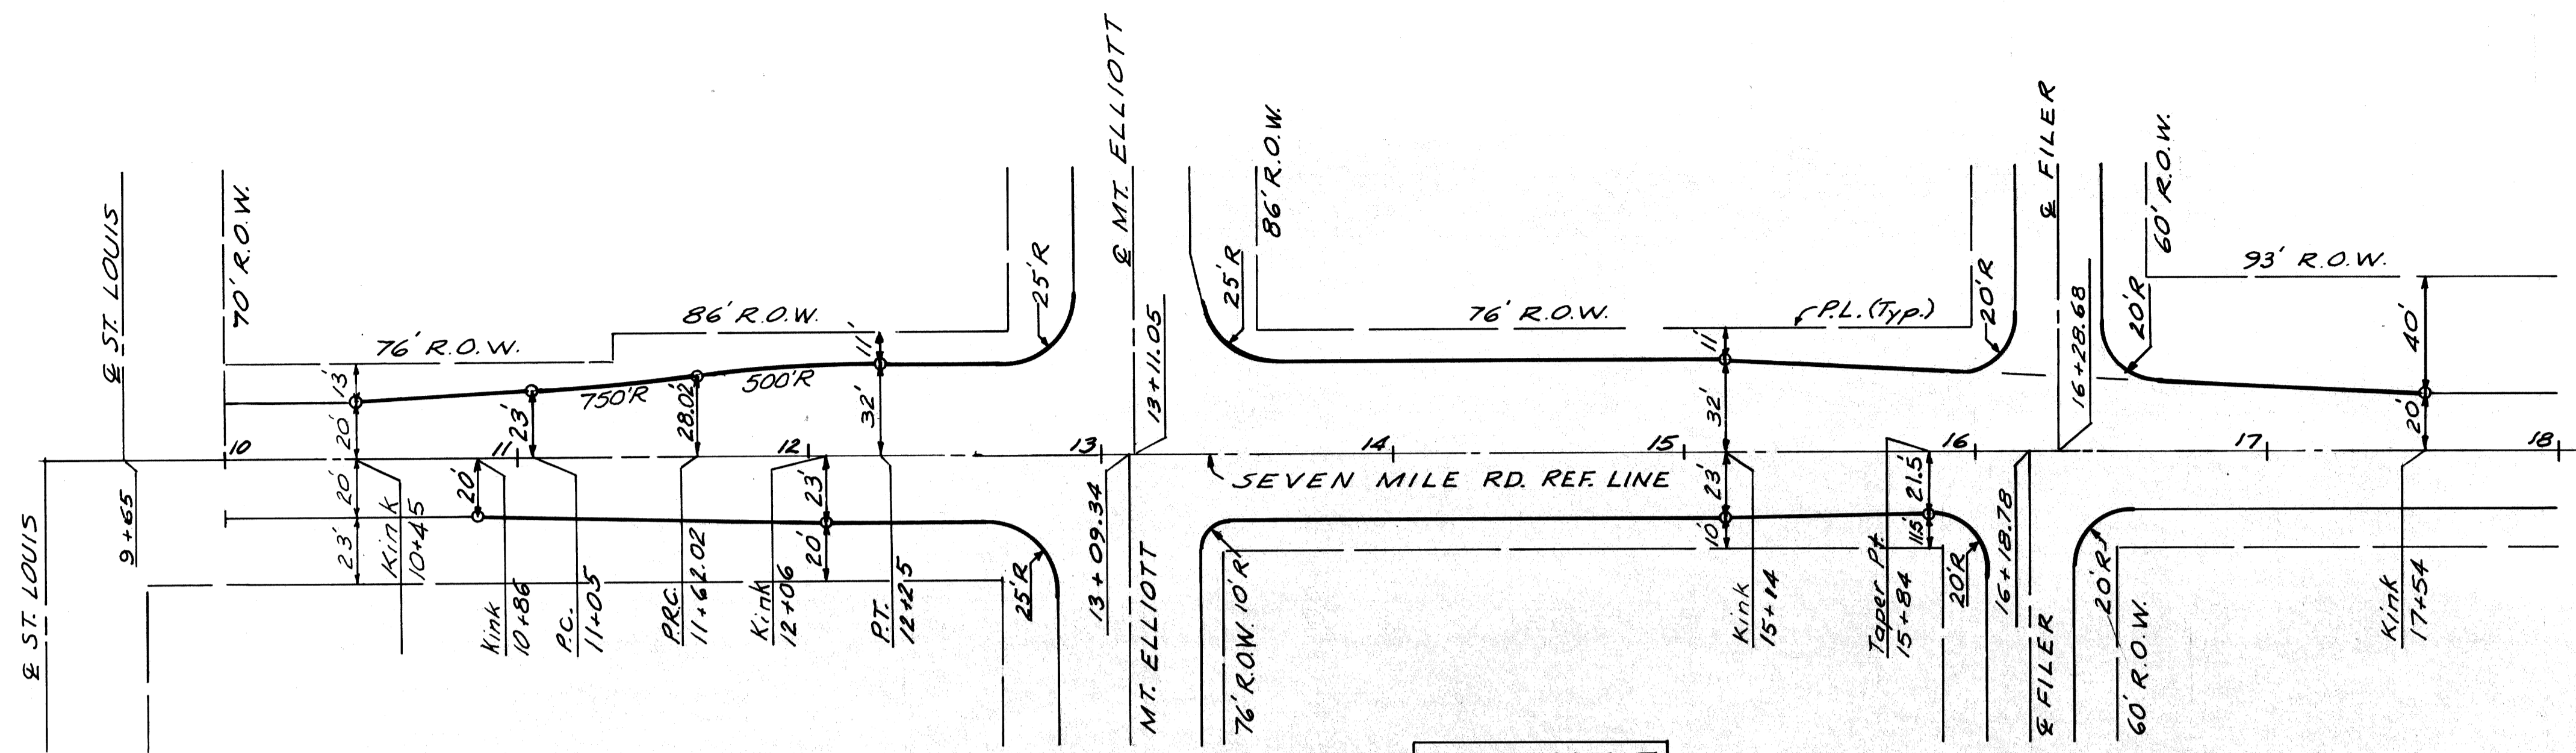 ℄ ST. LOUIS
℄ ST. LOUIS
9+65
70' R.O.W.
76' R.O.W.
86' R.O.W.
13'
20'
20'
23'
10
11
12
13
14
15
16
17
18
Kink
10+45
20'
23'
750'R
28.02'
500'R
11'
32'
23'
20'
Kink
10+86
P.C.
11+05
P.R.C.
11+62.02
Kink
12+06
P.T.
12+25
25'R
25'R
℄ MT. ELLIOTT
13+11.05
13+09.34
MT. ELLIOTT
25'R
86' R.O.W.
76' R.O.W.
10'R
SEVEN MILE RD. REF. LINE
76' R.O.W.
P.L. (Typ.)
11'
32'
23'
10'
Kink
15+14
21.5'
11.5'
Taper Pt.
15+84
20'R
20'R
℄ FILER
16+28.68
16+18.78
℄ FILER
20'R
20'R
60' R.O.W.
60' R.O.W.
93' R.O.W.
40'
20'
Kink
17+54